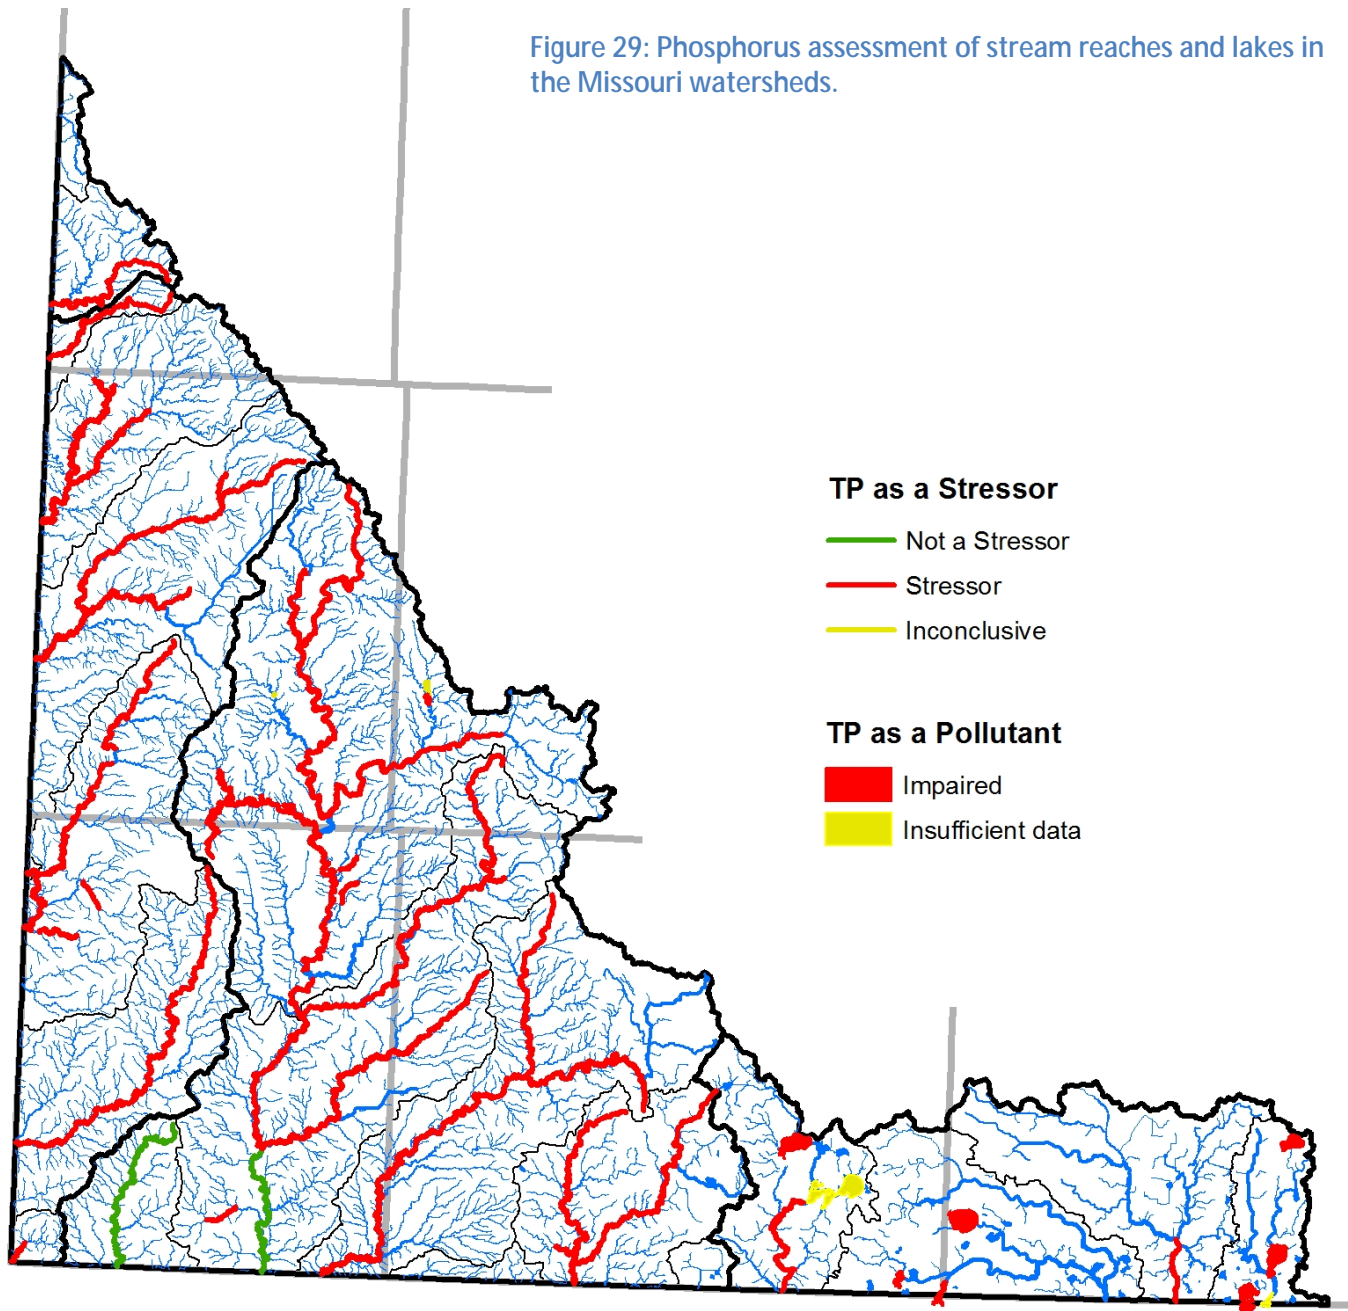 Figure 29: Phosphorus assessment of stream reaches and lakes in
the Missouri watersheds.
TP as a Stressor
Not a Stressor
Stressor
Inconclusive
TP as a Pollutant
Impaired
Insufficient data